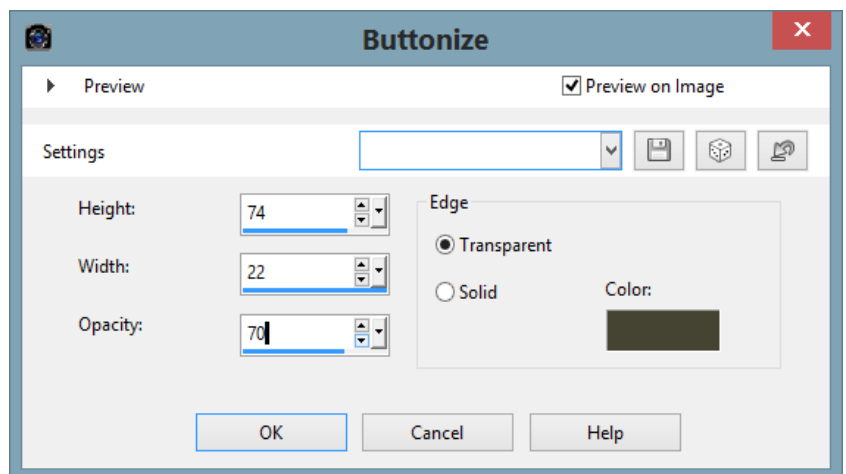 Buttonize
Preview
Preview on Image
Settings
Height: 74
Width: 22
Opacity: 70
Edge
Transparent
Solid
Color:
OK Cancel Help